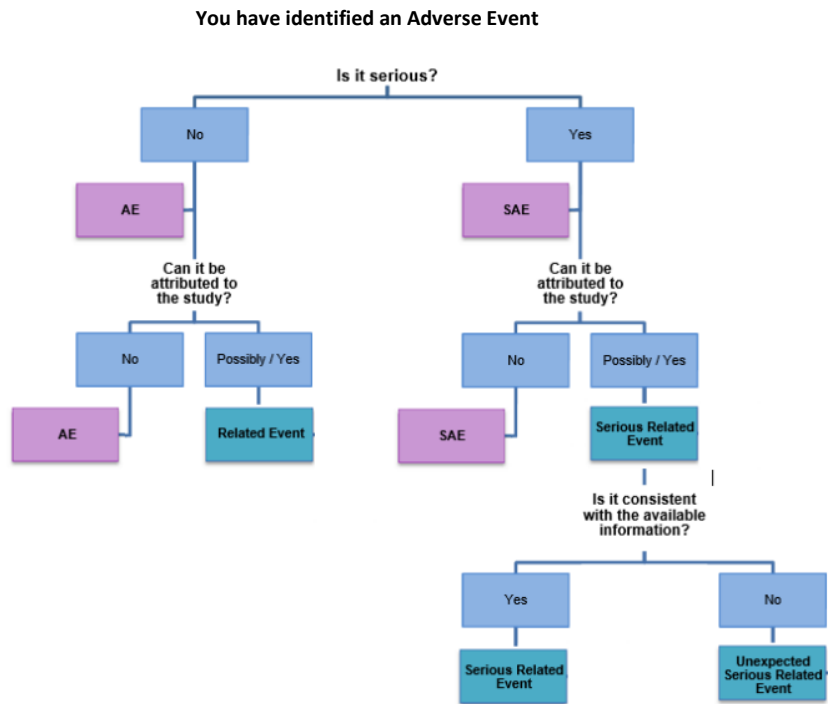 You have identified an Adverse Event
Is it serious?
No
Yes
AE
SAE
Can it be
attributed to
the study?
Can it be
attributed to
the study?
No
Possibly / Yes
No
Possibly / Yes
AE
Related Event
SAE
Serious Related
Event
Is it consistent
with the available
information?
Yes
No
Serious Related
Event
Unexpected
Serious Related
Event